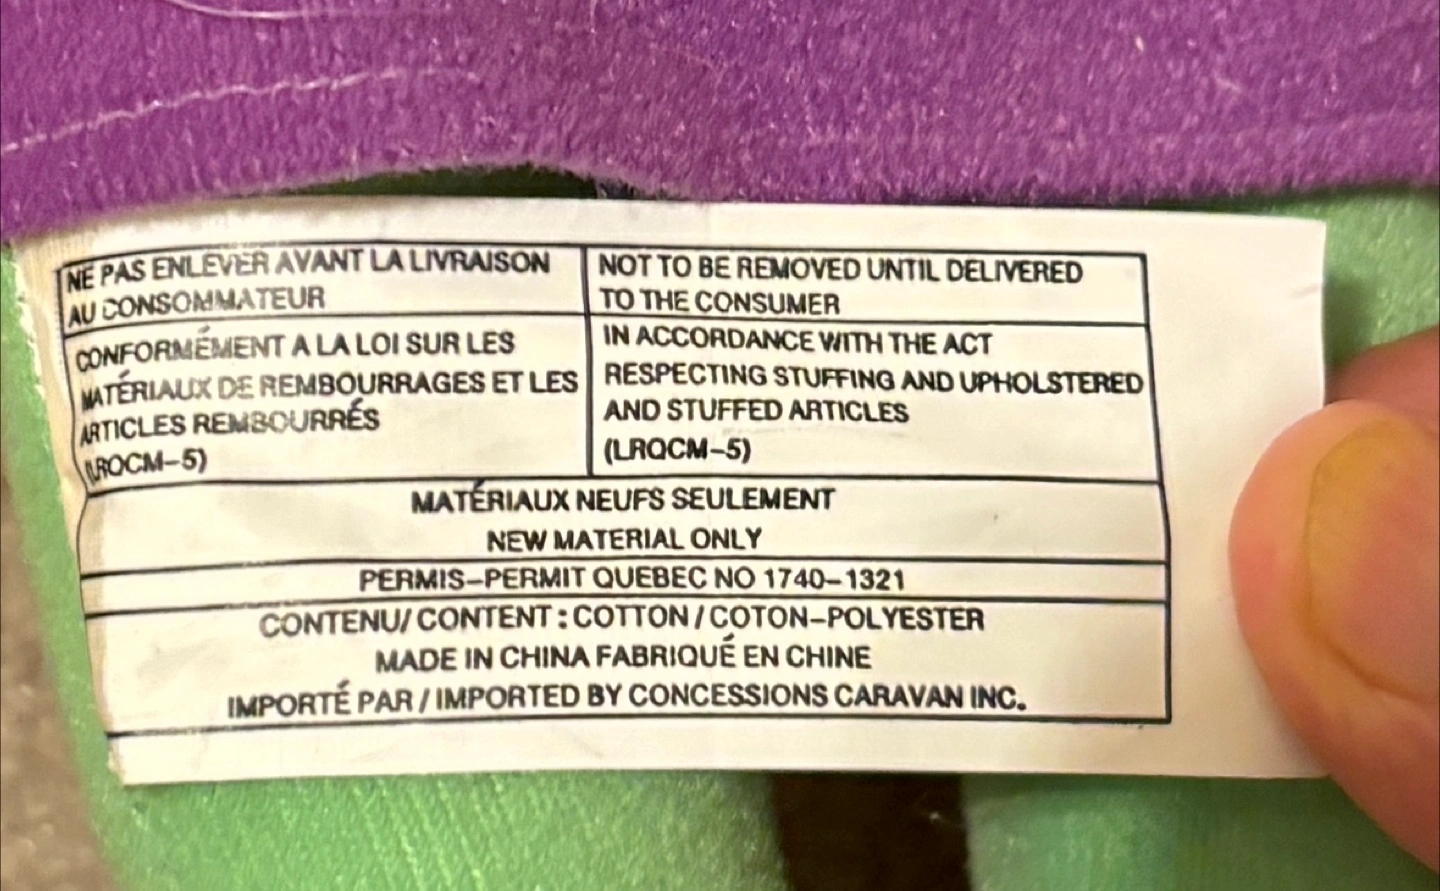 NE PAS ENLEVER AVANT LA LIVRAISON
AU CONSOMMATEUR
NOT TO BE REMOVED UNTIL DELIVERED
TO THE CONSUMER
CONFORMÉMENT A LA LOI SUR LES
MATÉRIAUX DE REMBOURRAGES ET LES
ARTICLES REMBOURRÉS
(LRQCM-5)
IN ACCORDANCE WITH THE ACT
RESPECTING STUFFING AND UPHOLSTERED
AND STUFFED ARTICLES
(LRQCM-5)
MATÉRIAUX NEUFS SEULEMENT
NEW MATERIAL ONLY
PERMIS-PERMIT QUEBEC NO 1740-1321
CONTENU/ CONTENT : COTTON / COTON-POLYESTER
MADE IN CHINA FABRIQUÉ EN CHINE
IMPORTÉ PAR / IMPORTED BY CONCESSIONS CARAVAN INC.